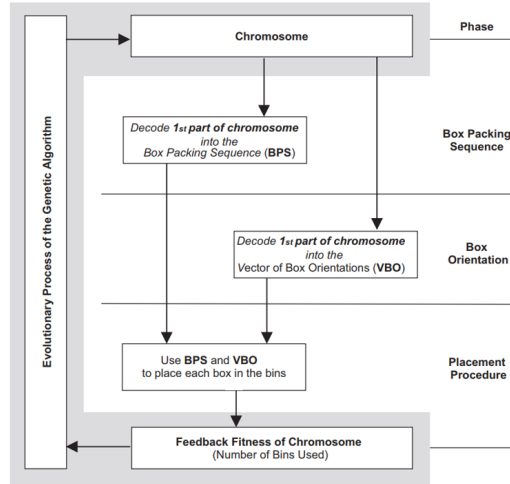 Evolutionary Process of the Genetic Algorithm
Chromosome
Phase
Decode 1st part of chromosome
into the
Box Packing Sequence (BPS)
Box Packing
Sequence
Decode 1st part of chromosome
into the
Vector of Box Orientations (VBO)
Box
Orientation
Use BPS and VBO
to place each box in the bins
Placement
Procedure
Feedback Fitness of Chromosome
(Number of Bins Used)